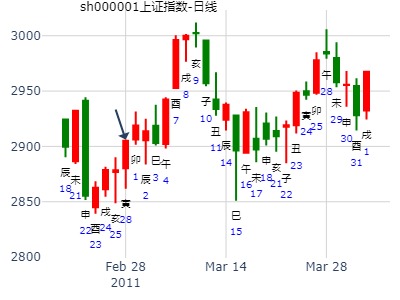 sh000001上证指数-日线
3000
2950
2900
2850
2800
辰
18
未
21
申
22
酉
23
戌
24
亥
25
寅
28
卯
1
辰
2
巳
3
午
4
酉
7
戌
8
亥
9
子
10
丑
11
辰
14
巳
15
午
16
未
17
申
18
亥
21
子
22
丑
23
寅
24
卯
25
午
28
未
29
申
30
酉
31
戌
1
Feb 28
2011
Mar 14
Mar 28